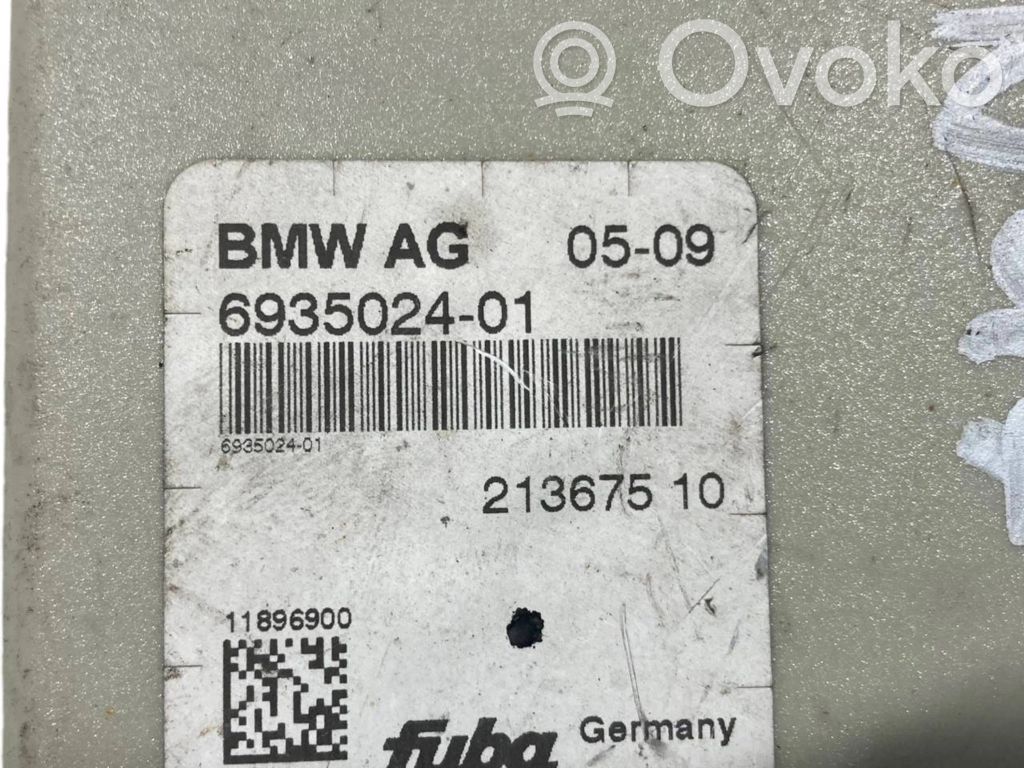 Ovoko
BMW AG 05-09
6935024-01
6935024-01
213675 10
11896900
fuba Germany